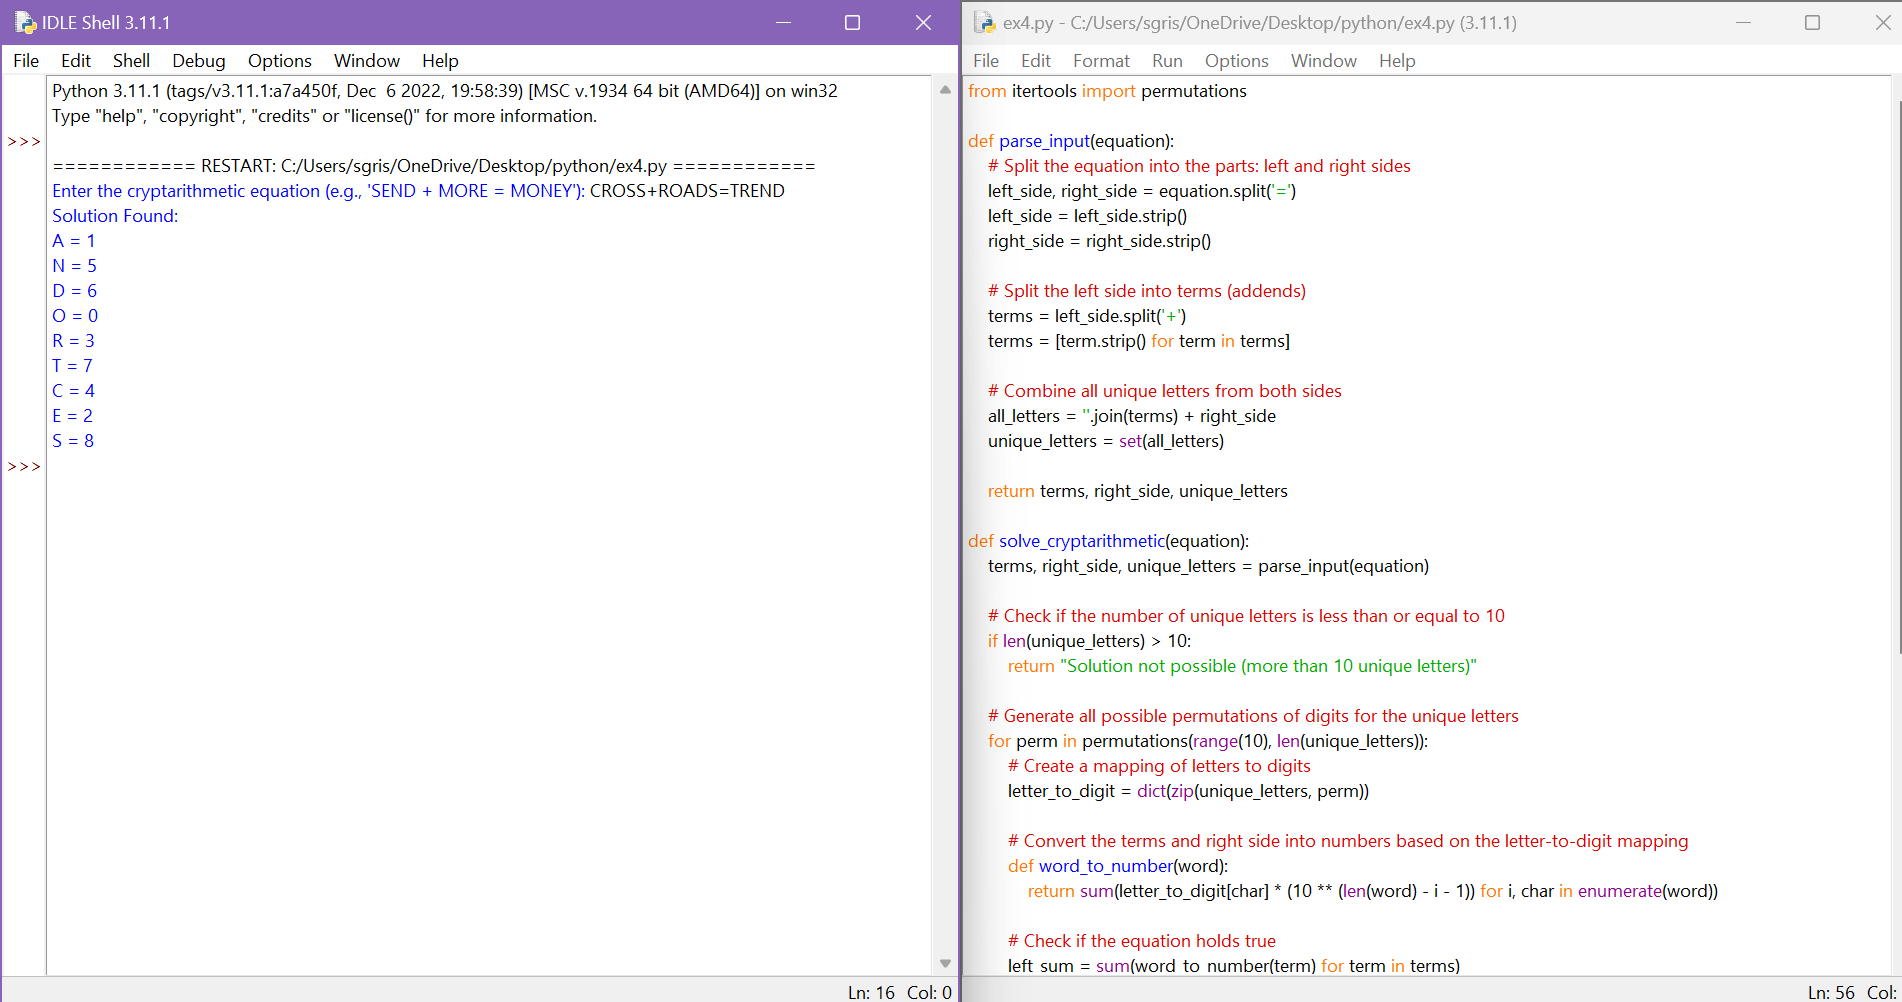 IDLE Shell 3.11.1
File Edit Shell Debug Options Window Help
Python 3.11.1 (tags/v3.11.1:a7a450f, Dec  6 2022, 19:58:39) [MSC v.1934 64 bit (AMD64)] on win32
Type "help", "copyright", "credits" or "license()" for more information.
>>>
============ RESTART: C:/Users/sgris/OneDrive/Desktop/python/ex4.py ============
Enter the cryptarithmetic equation (e.g., 'SEND + MORE = MONEY'): CROSS+ROADS=TREND
Solution Found:
A = 1
N = 5
D = 6
O = 0
R = 3
T = 7
C = 4
E = 2
S = 8
>>>
Ln: 16 Col: 0
ex4.py - C:/Users/sgris/OneDrive/Desktop/python/ex4.py (3.11.1)
File Edit Format Run Options Window Help
from itertools import permutations
def parse_input(equation):
    # Split the equation into the parts: left and right sides
    left_side, right_side = equation.split('=')
    left_side = left_side.strip()
    right_side = right_side.strip()
    # Split the left side into terms (addends)
    terms = left_side.split('+')
    terms = [term.strip() for term in terms]
    # Combine all unique letters from both sides
    all_letters = ''.join(terms) + right_side
    unique_letters = set(all_letters)
    return terms, right_side, unique_letters
def solve_cryptarithmetic(equation):
    terms, right_side, unique_letters = parse_input(equation)
    # Check if the number of unique letters is less than or equal to 10
    if len(unique_letters) > 10:
        return "Solution not possible (more than 10 unique letters)"
    # Generate all possible permutations of digits for the unique letters
    for perm in permutations(range(10), len(unique_letters)):
        # Create a mapping of letters to digits
        letter_to_digit = dict(zip(unique_letters, perm))
        # Convert the terms and right side into numbers based on the letter-to-digit mapping
        def word_to_number(word):
            return sum(letter_to_digit[char] * (10 ** (len(word) - i - 1)) for i, char in enumerate(word))
        # Check if the equation holds true
        left_sum = sum(word_to_number(term) for term in terms)
Ln: 56 Col: